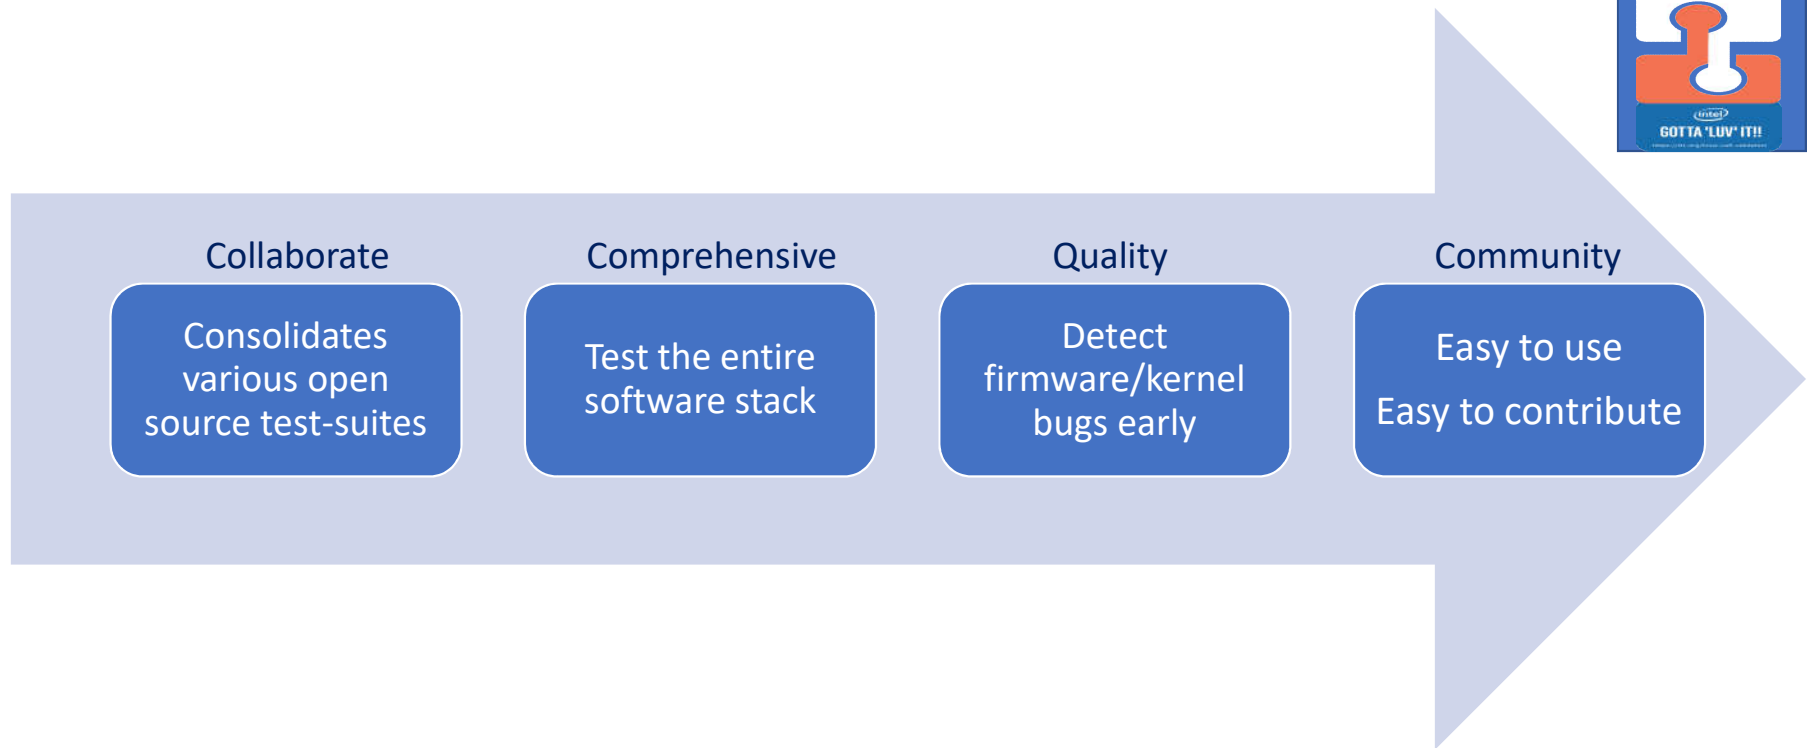 intel
GOTTA 'LUV' IT!!
Collaborate
Consolidates
various open
source test-suites
Comprehensive
Test the entire
software stack
Quality
Detect
firmware/kernel
bugs early
Community
Easy to use
Easy to contribute